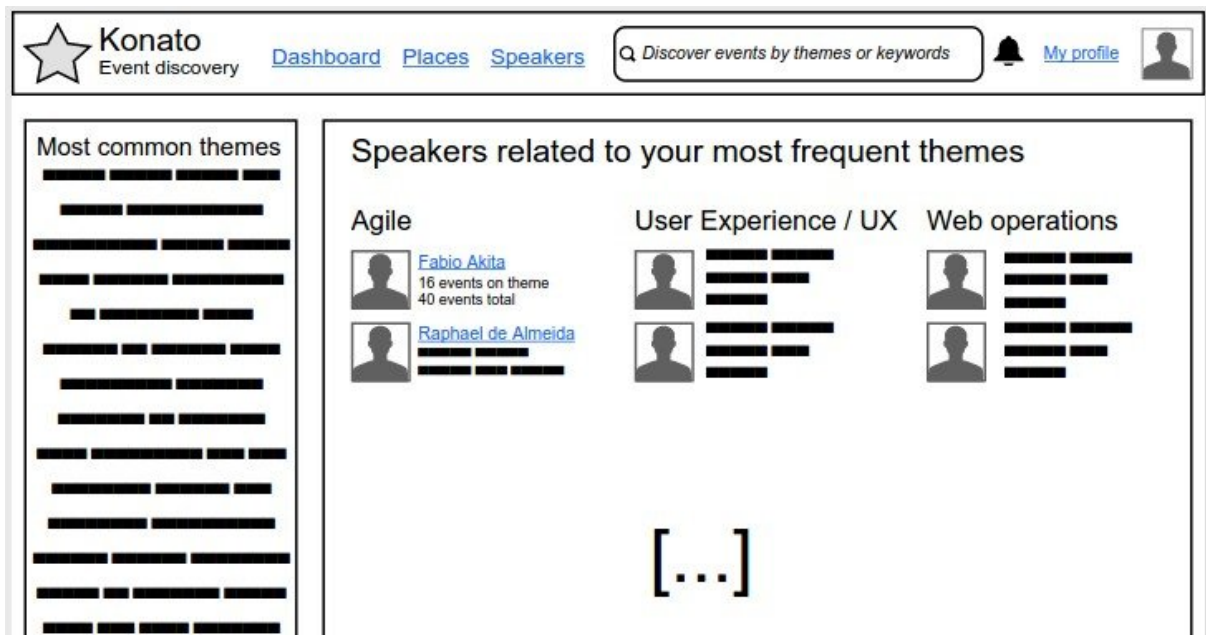 Konato
Event discovery
Dashboard Places Speakers
Discover events by themes or keywords
My profile
Most common themes
Speakers related to your most frequent themes
Agile
Fabio Akita
16 events on theme
40 events total
Raphael de Almeida
User Experience / UX
Web operations
[...]